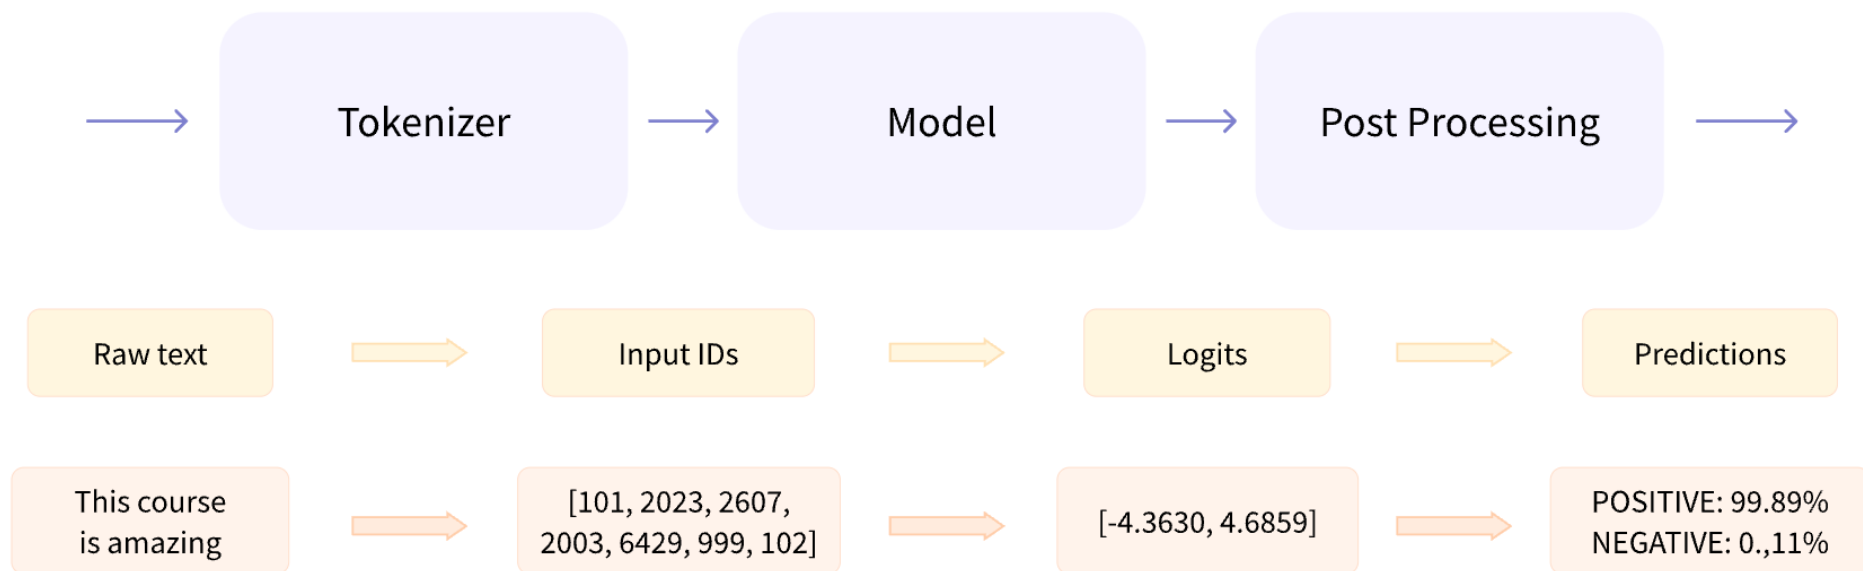 Tokenizer
Model
Post Processing
Raw text
Input IDs
Logits
Predictions
This course
is amazing
[101, 2023, 2607,
2003, 6429, 999, 102]
[-4.3630, 4.6859]
POSITIVE: 99.89%
NEGATIVE: 0.,11%